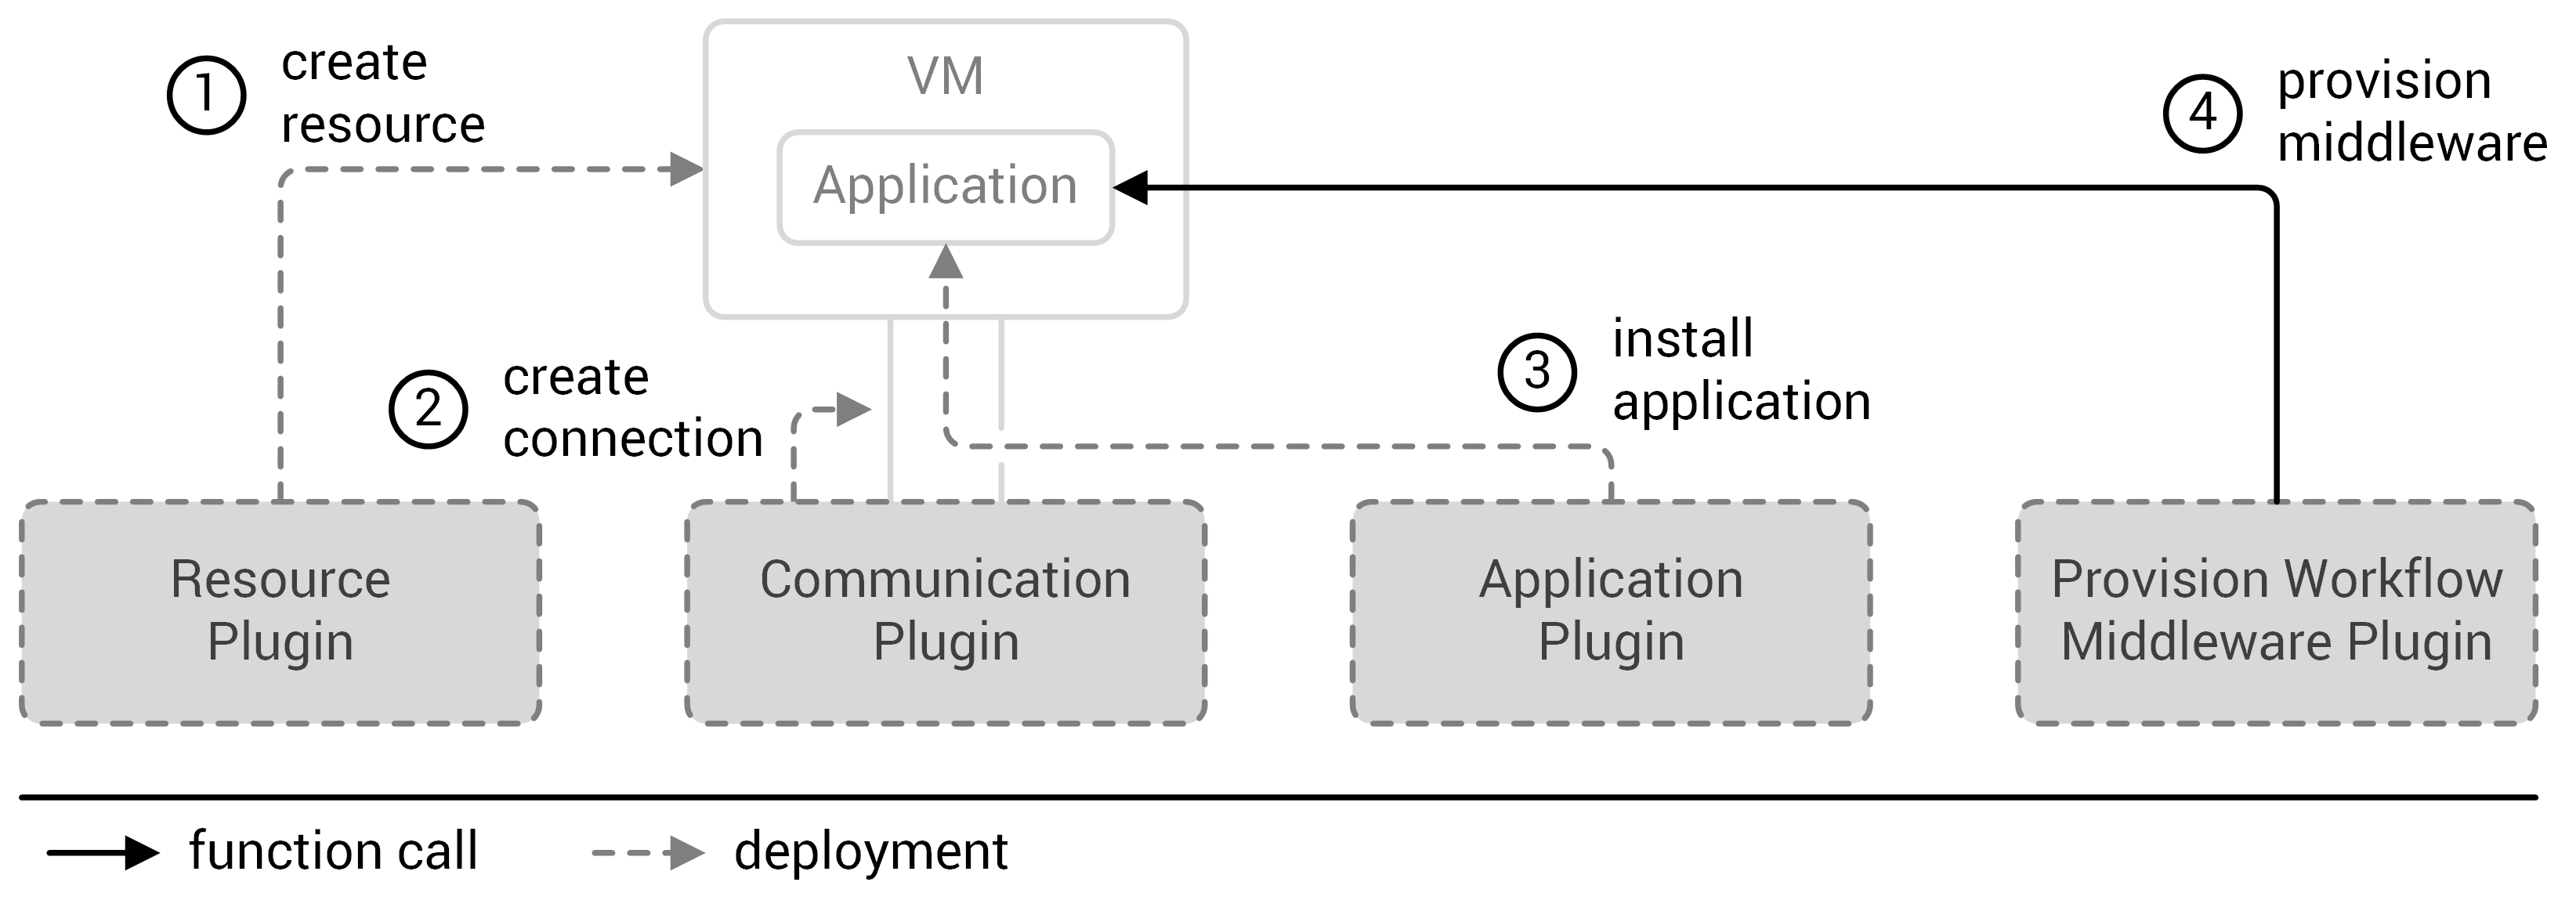 1
create
resource
VM
Application
4
provision
middleware
2
create
connection
3
install
application
Resource
Plugin
Communication
Plugin
Application
Plugin
Provision Workflow
Middleware Plugin
function call
deployment